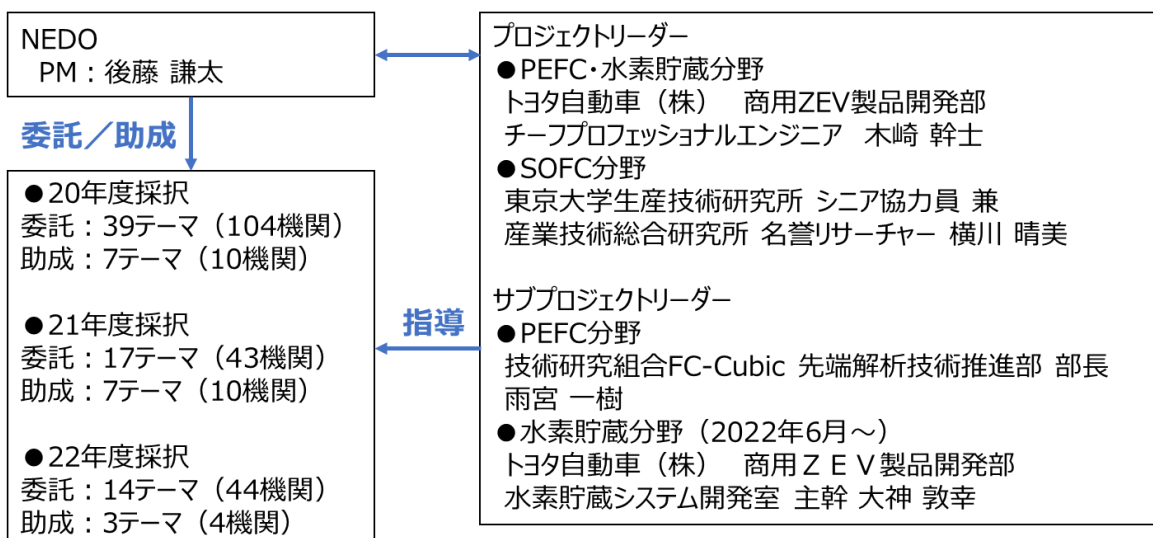 NEDO
PM：後藤 謙太
委託／助成
●20年度採択
委託：39テーマ（104機関）
助成：7テーマ（10機関）
●21年度採択
委託：17テーマ（43機関）
助成：7テーマ（10機関）
●22年度採択
委託：14テーマ（44機関）
助成：3テーマ（4機関）
指導
プロジェクトリーダー
●PEFC・水素貯蔵分野
トヨタ自動車（株） 商用ZEV製品開発部
チーフプロフェッショナルエンジニア 木崎 幹士
●SOFC分野
東京大学生産技術研究所 シニア協力員 兼
産業技術総合研究所 名誉リサーチャー 横川 晴美
サブプロジェクトリーダー
●PEFC分野
技術研究組合FC-Cubic 先端解析技術推進部 部長
雨宮 一樹
●水素貯蔵分野（2022年6月～）
トヨタ自動車（株） 商用ＺＥＶ製品開発部
水素貯蔵システム開発室 主幹 大神 敦幸